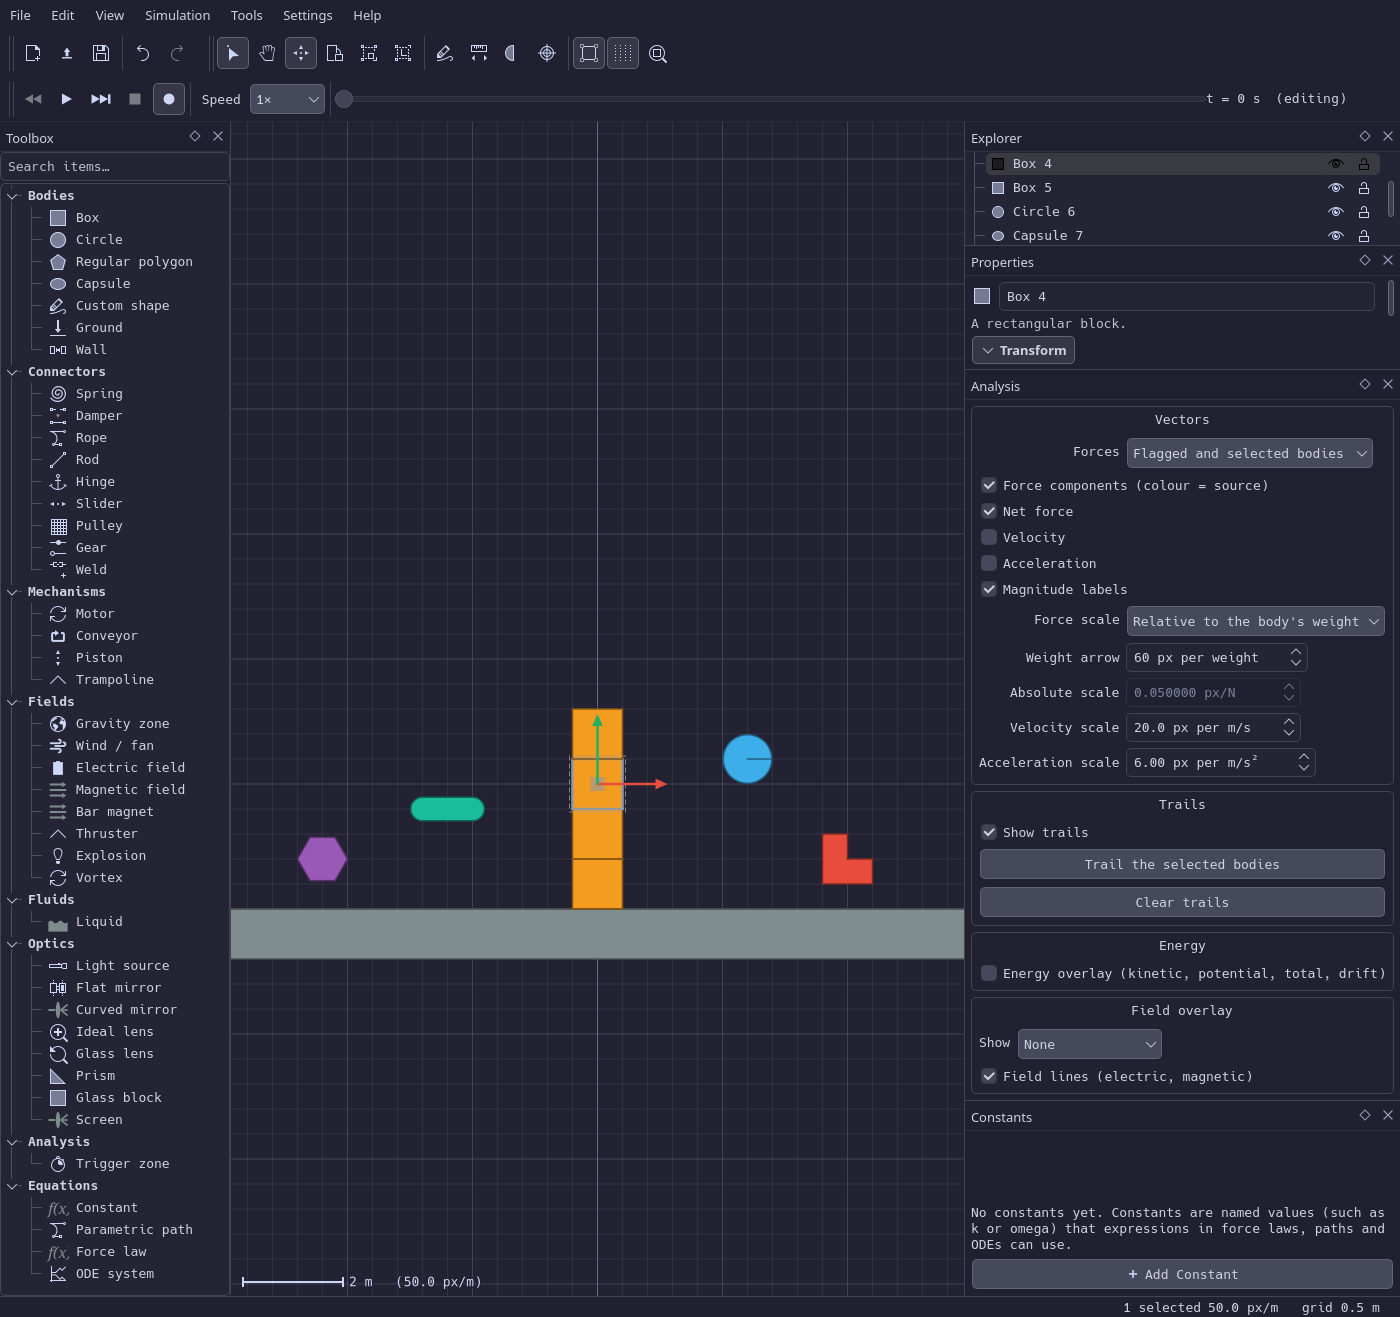 File Edit View Simulation Tools Settings Help
Speed 1× t = 0 s (editing)
Toolbox
Search items…
Bodies
Box
Circle
Regular polygon
Capsule
Custom shape
Ground
Wall
Connectors
Spring
Damper
Rope
Rod
Hinge
Slider
Pulley
Gear
Weld
Mechanisms
Motor
Conveyor
Piston
Trampoline
Fields
Gravity zone
Wind / fan
Electric field
Magnetic field
Bar magnet
Thruster
Explosion
Vortex
Fluids
Liquid
Optics
Light source
Flat mirror
Curved mirror
Ideal lens
Glass lens
Prism
Glass block
Screen
Analysis
Trigger zone
Equations
f(x, Constant
Parametric path
f(x, Force law
ODE system
2 m (50.0 px/m)
Explorer
Box 4
Box 5
Circle 6
Capsule 7
Properties
Box 4
A rectangular block.
Transform
Analysis
Vectors
Forces Flagged and selected bodies
Force components (colour = source)
Net force
Velocity
Acceleration
Magnitude labels
Force scale Relative to the body's weight
Weight arrow 60 px per weight
Absolute scale 0.050000 px/N
Velocity scale 20.0 px per m/s
Acceleration scale 6.00 px per m/s²
Trails
Show trails
Trail the selected bodies
Clear trails
Energy
Energy overlay (kinetic, potential, total, drift)
Field overlay
Show None
Field lines (electric, magnetic)
Constants
No constants yet. Constants are named values (such as
k or omega) that expressions in force laws, paths and
ODEs can use.
+ Add Constant
1 selected 50.0 px/m grid 0.5 m